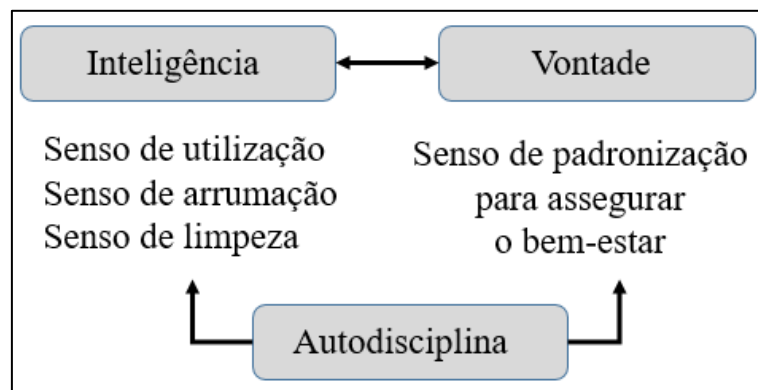 Inteligência
Vontade
Senso de utilização
Senso de arrumação
Senso de limpeza
Senso de padronização
para assegurar
o bem-estar
Autodisciplina